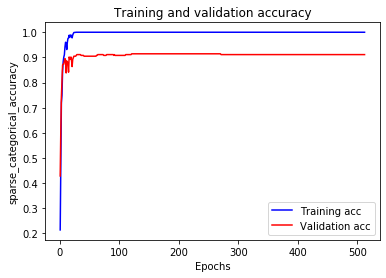 Training and validation accuracy
sparse_categorical_accuracy
1.0
0.9
0.8
0.7
0.6
0.5
0.4
0.3
0.2
Training acc
Validation acc
0 100 200 300 400 500
Epochs